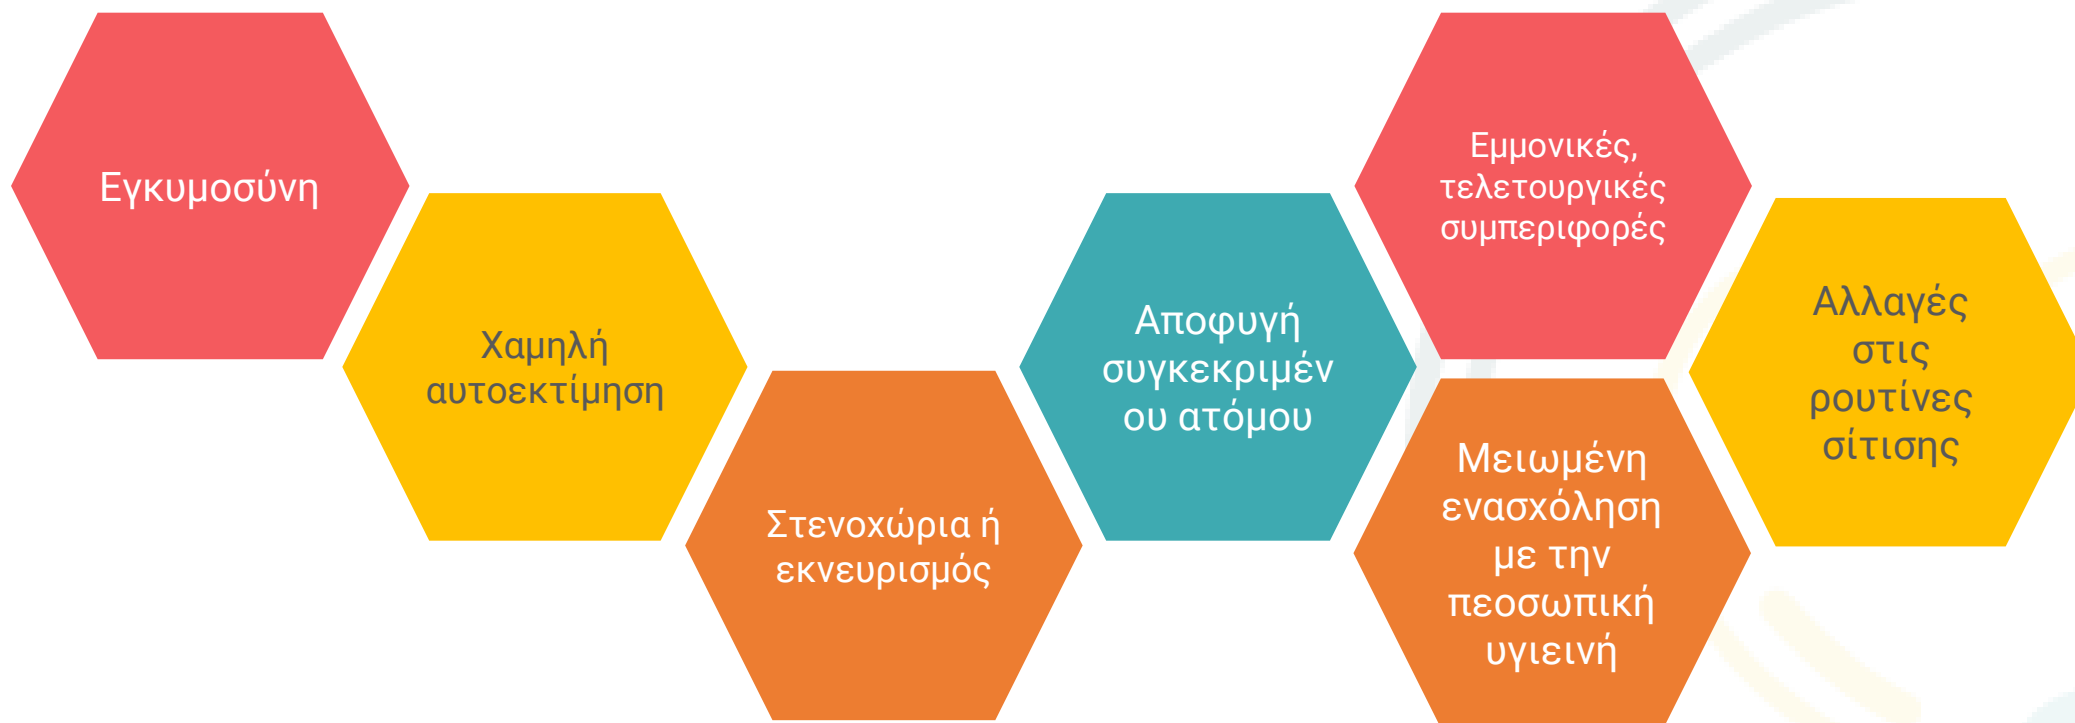 Εγκυμοσύνη
Χαμηλή
αυτοεκτίμηση
Στενοχώρια ή
εκνευρισμός
Αποφυγή
συγκεκριμέν
ου ατόμου
Εμμονικές,
τελετουργικές
συμπεριφορές
Μειωμένη
ενασχόληση
με την
πεοσωπική
υγιεινή
Αλλαγές
στις
ρουτίνες
σίτισης